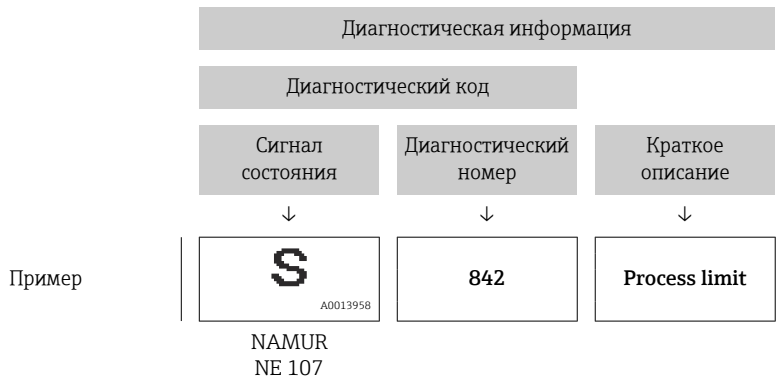 Диагностическая информация
Диагностический код
Сигнал
состояния
Диагностический
номер
Краткое
описание
↓ ↓ ↓
Пример
S
A0013958
842
Process limit
NAMUR
NE 107